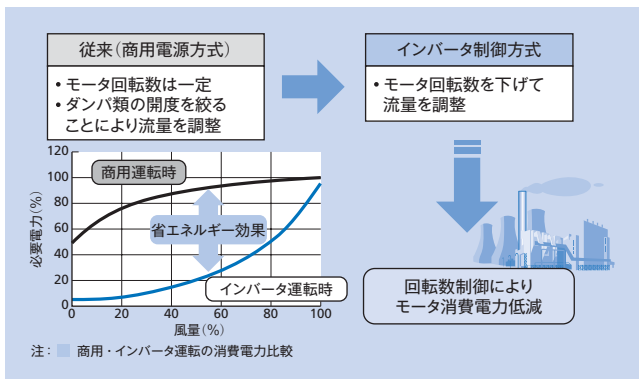 従来(商用電源方式)
・モータ回転数は一定
・ダンパ類の開度を絞る
ことにより流量を調整
インバータ制御方式
・モータ回転数を下げて
流量を調整
120
100
80
60
40
20
0
必要電力(%)
商用運転時
省エネルギー効果
インバータ運転時
0 20 40 60 80 100
風量(%)
回転数制御により
モータ消費電力低減
注: 商用・インバータ運転の消費電力比較